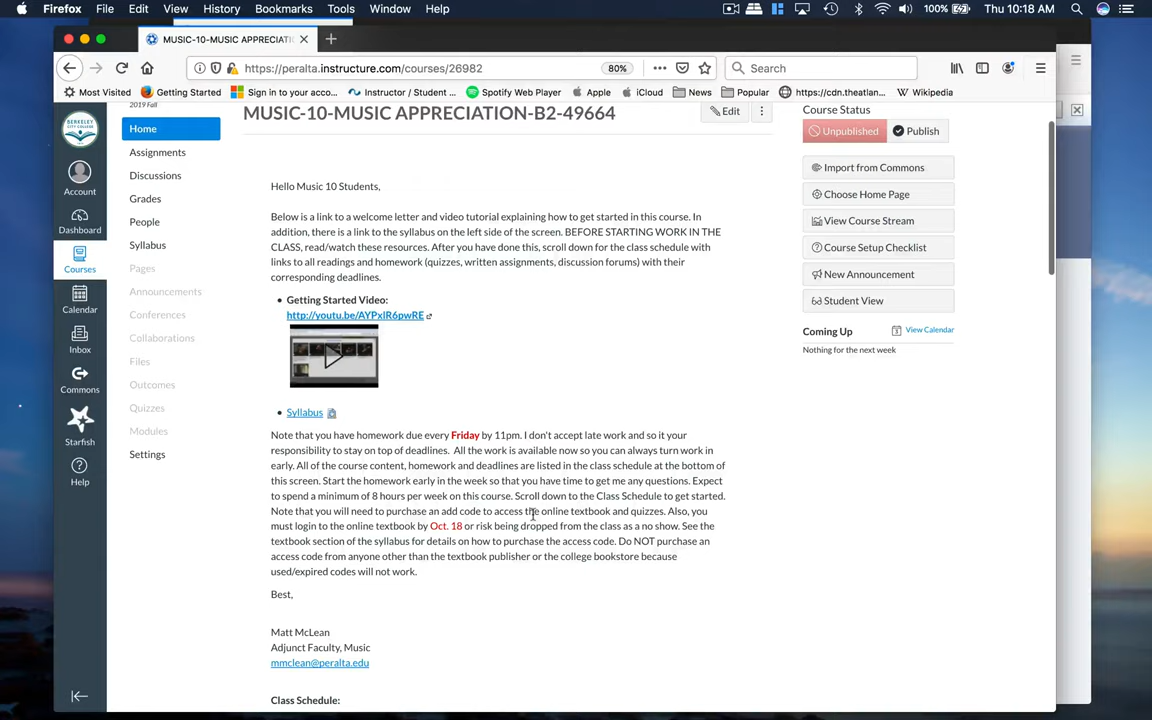 Firefox File Edit View History Bookmarks Tools Window Help 100% Thu 10:18 AM
MUSIC-10-MUSIC APPRECIATI
https://peralta.instructure.com/courses/26982 80% Search
Most Visited Getting Started Sign in to your acco... Instructor / Student Spotify Web Player Apple iCloud News Popular https://cdn.theatlan... Wikipedia
2019 Fall
Home
Assignments
Discussions
Grades
People
Syllabus
Pages
Announcements
Conferences
Collaborations
Files
Outcomes
Quizzes
Modules
Settings
BERKELEY
CITY COLLEGE
Account
Dashboard
Courses
Calendar
Inbox
Commons
Starfish
Help
MUSIC-10-MUSIC APPRECIATION-B2-49664
Edit
Hello Music 10 Students,
Below is a link to a welcome letter and video tutorial explaining how to get started in this course. In
addition, there is a link to the syllabus on the left side of the screen. BEFORE STARTING WORK IN THE
CLASS, read/watch these resources. After you have done this, scroll down for the class schedule with
links to all readings and homework (quizzes, written assignments, discussion forums) with their
corresponding deadlines.
• Getting Started Video:
http://youtu.be/AYPxlR6pwRE
• Syllabus
Note that you have homework due every Friday by 11pm. I don't accept late work and so it your
responsibility to stay on top of deadlines. All the work is available now so you can always turn work in
early. All of the course content, homework and deadlines are listed in the class schedule at the bottom of
this screen. Start the homework early in the week so that you have time to get me any questions. Expect
to spend a minimum of 8 hours per week on this course. Scroll down to the Class Schedule to get started.
Note that you will need to purchase an add code to access the online textbook and quizzes. Also, you
must login to the online textbook by Oct. 18 or risk being dropped from the class as a no show. See the
textbook section of the syllabus for details on how to purchase the access code. Do NOT purchase an
access code from anyone other than the textbook publisher or the college bookstore because
used/expired codes will not work.
Best,
Matt McLean
Adjunct Faculty, Music
mmclean@peralta.edu
Class Schedule:
Course Status
Unpublished Publish
Import from Commons
Choose Home Page
View Course Stream
Course Setup Checklist
New Announcement
Student View
Coming Up View Calendar
Nothing for the next week